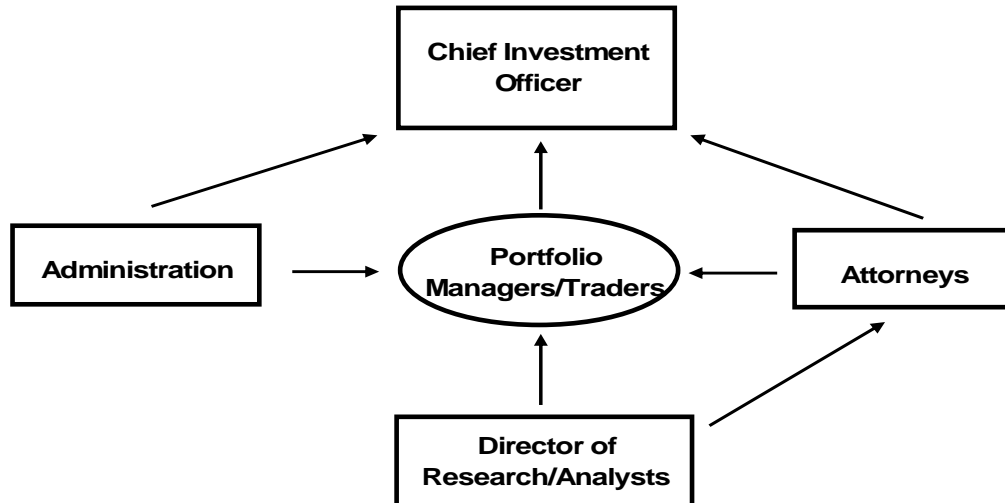 Chief Investment
Officer
Administration
Portfolio
Managers/Traders
Attorneys
Director of
Research/Analysts